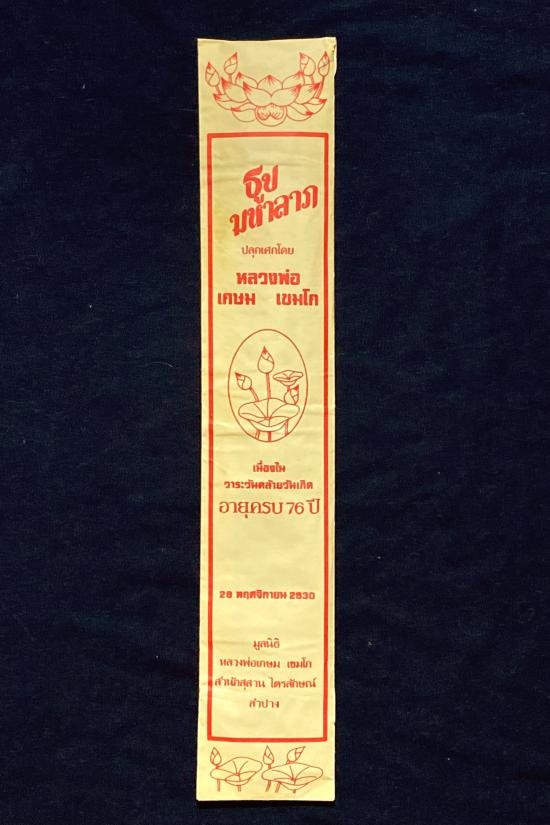 ธูป
มหาลาภ
ปลุกเศกโดย
หลวงพ่อ
เกษม เขมโก
เนื่องใน
วาระวันคล้ายวันเกิด
อายุครบ 76 ปี
28 พฤศจิกายน 2530
มูลนิธิ
หลวงพ่อเกษม เขมโก
สำนักสุสาน ไตรลักษณ์
ลำปาง